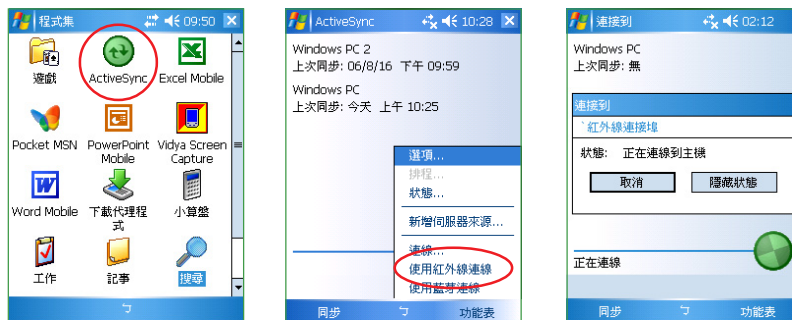 程式集 09:50
遊戲 ActiveSync Excel Mobile
Pocket MSN PowerPoint Mobile Vidya Screen Capture
Word Mobile 下載代理程式 小算盤
工作 記事 搜尋
ActiveSync 10:28
Windows PC 2
上次同步: 06/8/16 下午 09:59
Windows PC
上次同步: 今天 上午 10:25
選項...
排程...
狀態...
新增伺服器來源...
連線...
使用紅外線連線
使用藍芽連線
同步 功能表
連接到 02:12
Windows PC
上次同步: 無
連接到
`紅外線連接埠
狀態: 正在連線到主機
取消 隱藏狀態
正在連線
同步 功能表